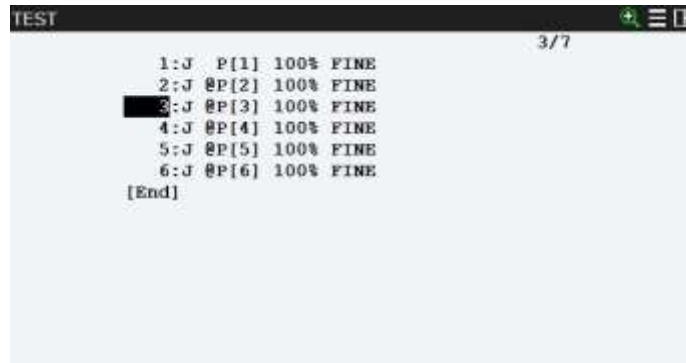 TEST
3/7
1:J P[1] 100% FINE
2:J @P[2] 100% FINE
3:J @P[3] 100% FINE
4:J @P[4] 100% FINE
5:J @P[5] 100% FINE
6:J @P[6] 100% FINE
[End]